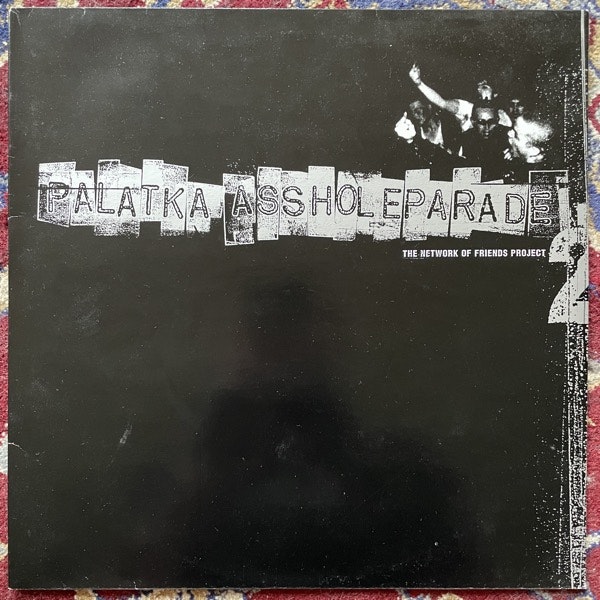 PALATKA ASSHOLEPARADE
THE NETWORK OF FRIENDS PROJECT
2